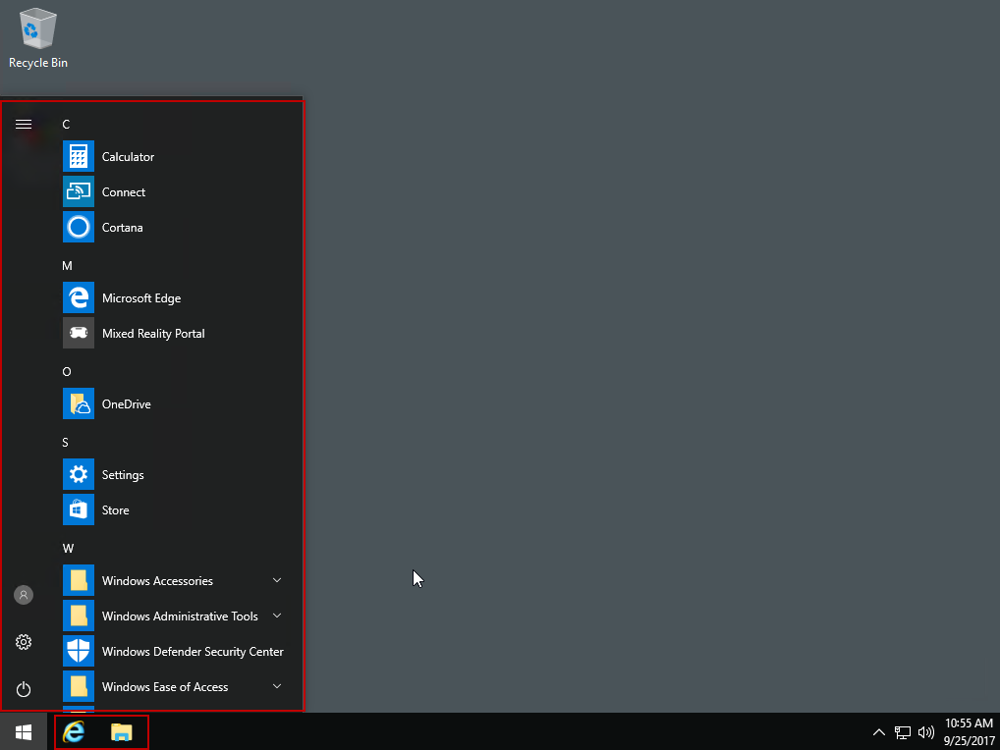 Recycle Bin
C
Calculator
Connect
Cortana
M
Microsoft Edge
Mixed Reality Portal
O
OneDrive
S
Settings
Store
W
Windows Accessories
Windows Administrative Tools
Windows Defender Security Center
Windows Ease of Access
10:55 AM
9/25/2017